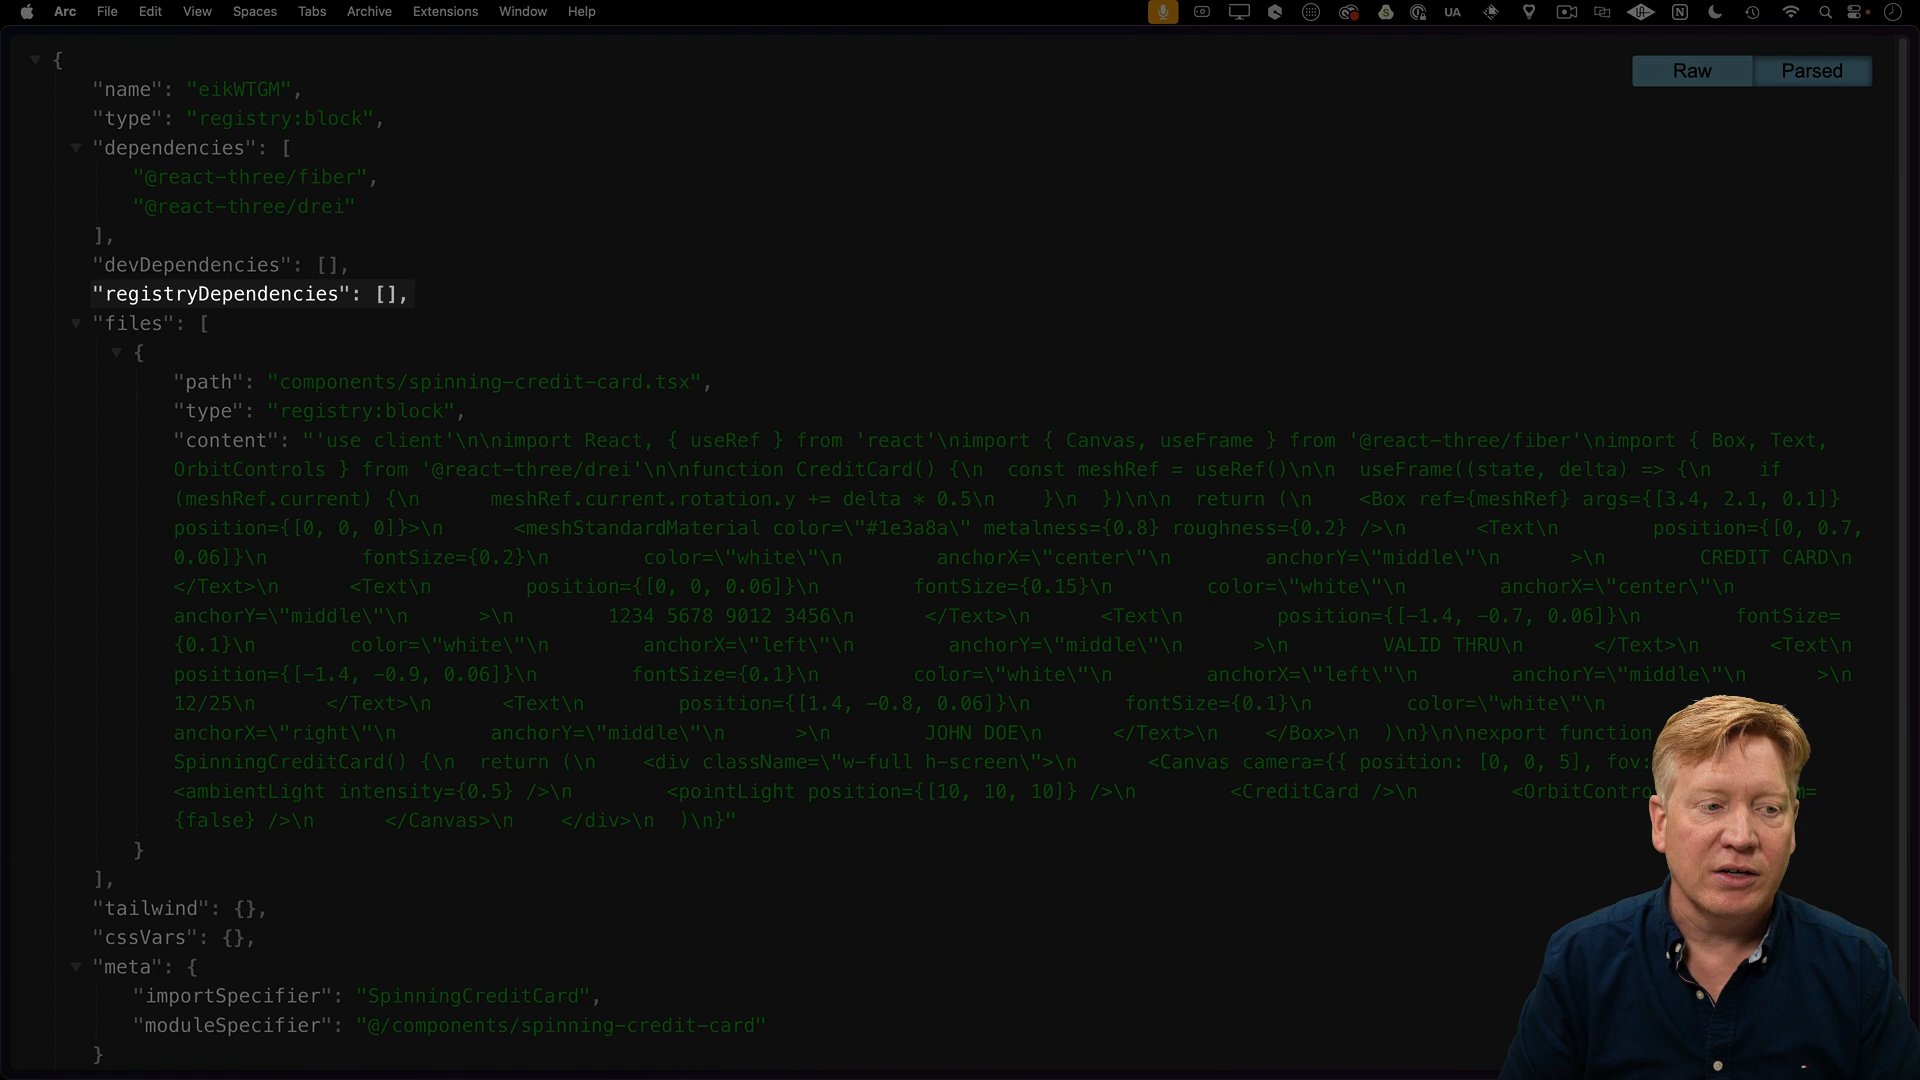 Arc File Edit View Spaces Tabs Archive Extensions Window Help UA
{
"name": "eikWTGM",
Raw Parsed
"type": "registry:block",
"dependencies": [
"@react-three/fiber",
"@react-three/drei"
],
"devDependencies": [],
"registryDependencies": [],
"files": [
{
"path": "components/spinning-credit-card.tsx",
"type": "registry:block",
"content": "'use client'\n\nimport React, { useRef } from 'react'\nimport { Canvas, useFrame } from '@react-three/fiber'\nimport { Box, Text,
OrbitControls } from '@react-three/drei'\n\nfunction CreditCard() {\n  const meshRef = useRef()\n\n  useFrame((state, delta) => {\n    if
(meshRef.current) {\n      meshRef.current.rotation.y += delta * 0.5\n    }\n  })\n\n  return (\n    <Box ref={meshRef} args={[3.4, 2.1, 0.1]}
position={[0, 0, 0]}>\n      <meshStandardMaterial color=\"#1e3a8a\" metalness={0.8} roughness={0.2} />\n      <Text\n        position={[0, 0.7,
0.06]}\n        fontSize={0.2}\n        color=\"white\"\n        anchorX=\"center\"\n        anchorY=\"middle\"\n      >\n        CREDIT CARD\n
</Text>\n      <Text\n        position={[0, 0, 0.06]}\n        fontSize={0.15}\n        color=\"white\"\n        anchorX=\"center\"\n
anchorY=\"middle\"\n      >\n        1234 5678 9012 3456\n      </Text>\n      <Text\n        position={[-1.4, -0.7, 0.06]}\n        fontSize=
{0.1}\n        color=\"white\"\n        anchorX=\"left\"\n        anchorY=\"middle\"\n      >\n        VALID THRU\n      </Text>\n      <Text\n
position={[-1.4, -0.9, 0.06]}\n        fontSize={0.1}\n        color=\"white\"\n        anchorX=\"left\"\n        anchorY=\"middle\"\n      >\n
12/25\n      </Text>\n      <Text\n        position={[1.4, -0.8, 0.06]}\n        fontSize={0.1}\n        color=\"white\"\n
anchorX=\"right\"\n        anchorY=\"middle\"\n      >\n        JOHN DOE\n      </Text>\n    </Box>\n  )\n}\n\nexport function
SpinningCreditCard() {\n  return (\n    <div className=\"w-full h-screen\">\n      <Canvas camera={{ position: [0, 0, 5], fov:
<ambientLight intensity={0.5} />\n        <pointLight position={[10, 10, 10]} />\n        <CreditCard />\n        <OrbitContro m=
{false} />\n      </Canvas>\n    </div>\n  )\n}"
}
],
"tailwind": {},
"cssVars": {},
"meta": {
"importSpecifier": "SpinningCreditCard",
"moduleSpecifier": "@/components/spinning-credit-card"
}